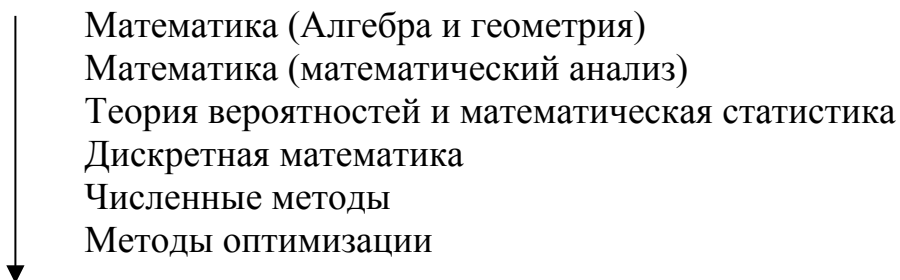 Математика (Алгебра и геометрия)
Математика (математический анализ)
Теория вероятностей и математическая статистика
Дискретная математика
Численные методы
Методы оптимизации